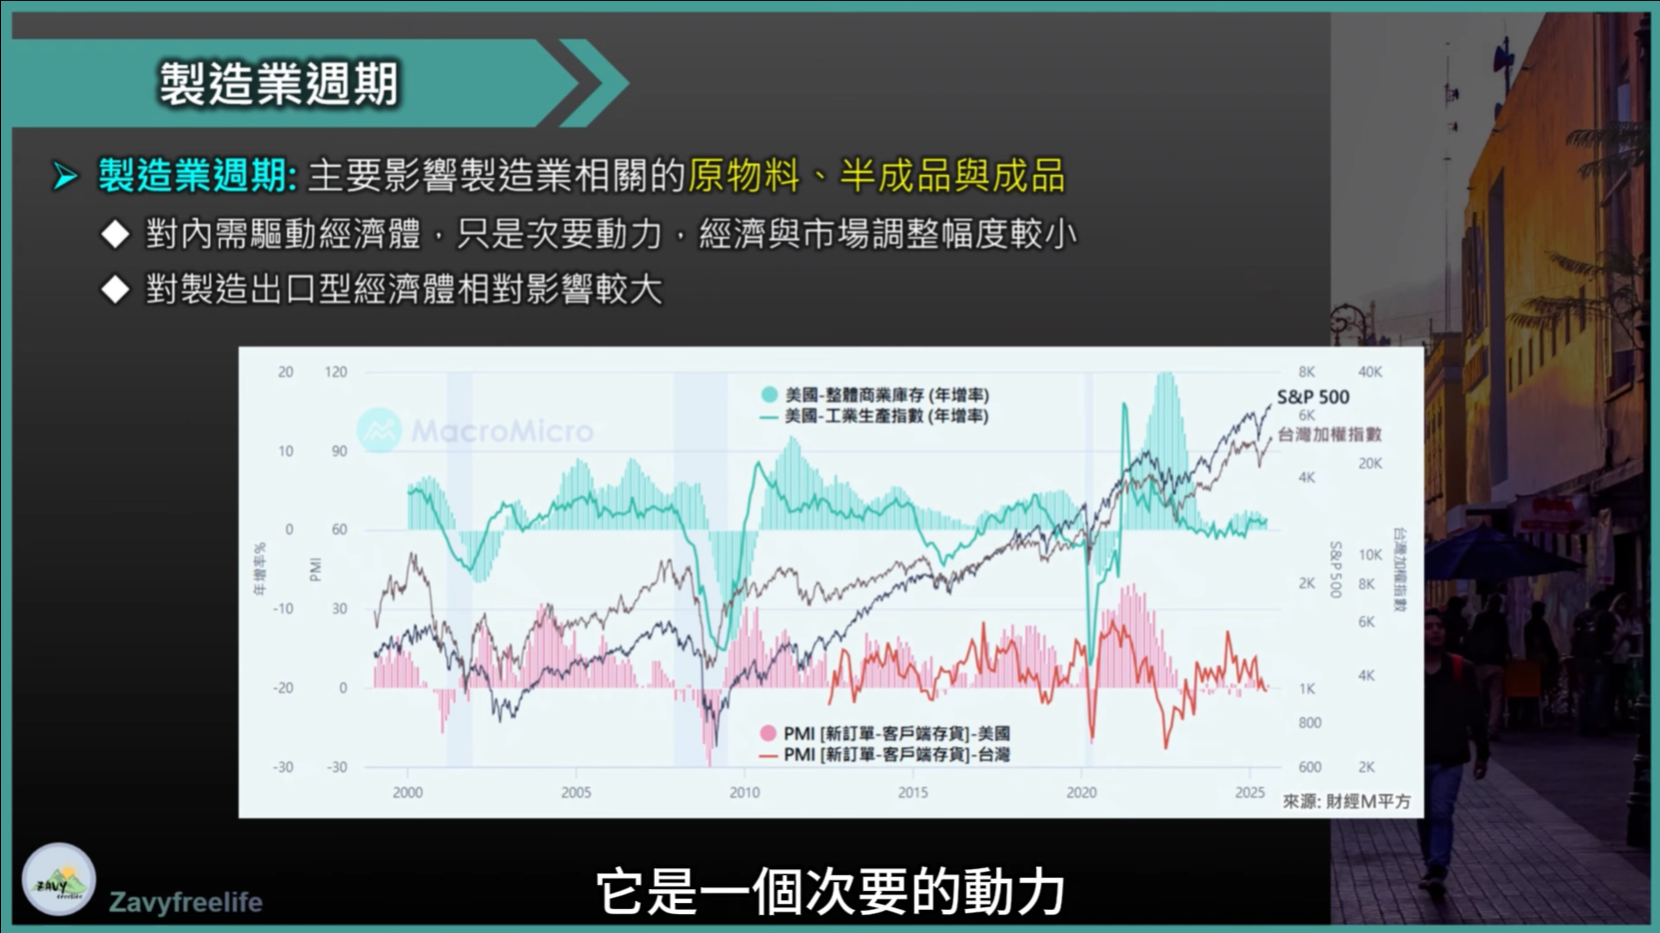 製造業週期
製造業週期: 主要影響製造業相關的原物料、半成品與成品
對內需驅動經濟體，只是次要動力，經濟與市場調整幅度較小
對製造出口型經濟體相對影響較大
20 120 8K 40K
美國-整體商業庫存 (年增率)
美國-工業生產指數 (年增率)
S&P 500
6K
MacroMicro
台灣加權指數
10 90 4K 20K
0 60
年增率%
PMI
S&P 500
10K
台灣加權指數
2K 8K
-10 30
6K
4K
-20 0 1K
800
PMI [新訂單-客戶端存貨]-美國
PMI [新訂單-客戶端存貨]-台灣
-30 -30 600 2K
2000 2005 2010 2015 2020 2025
來源: 財經M平方
ZAVY
freelife
Zavyfreelife
它是一個次要的動力